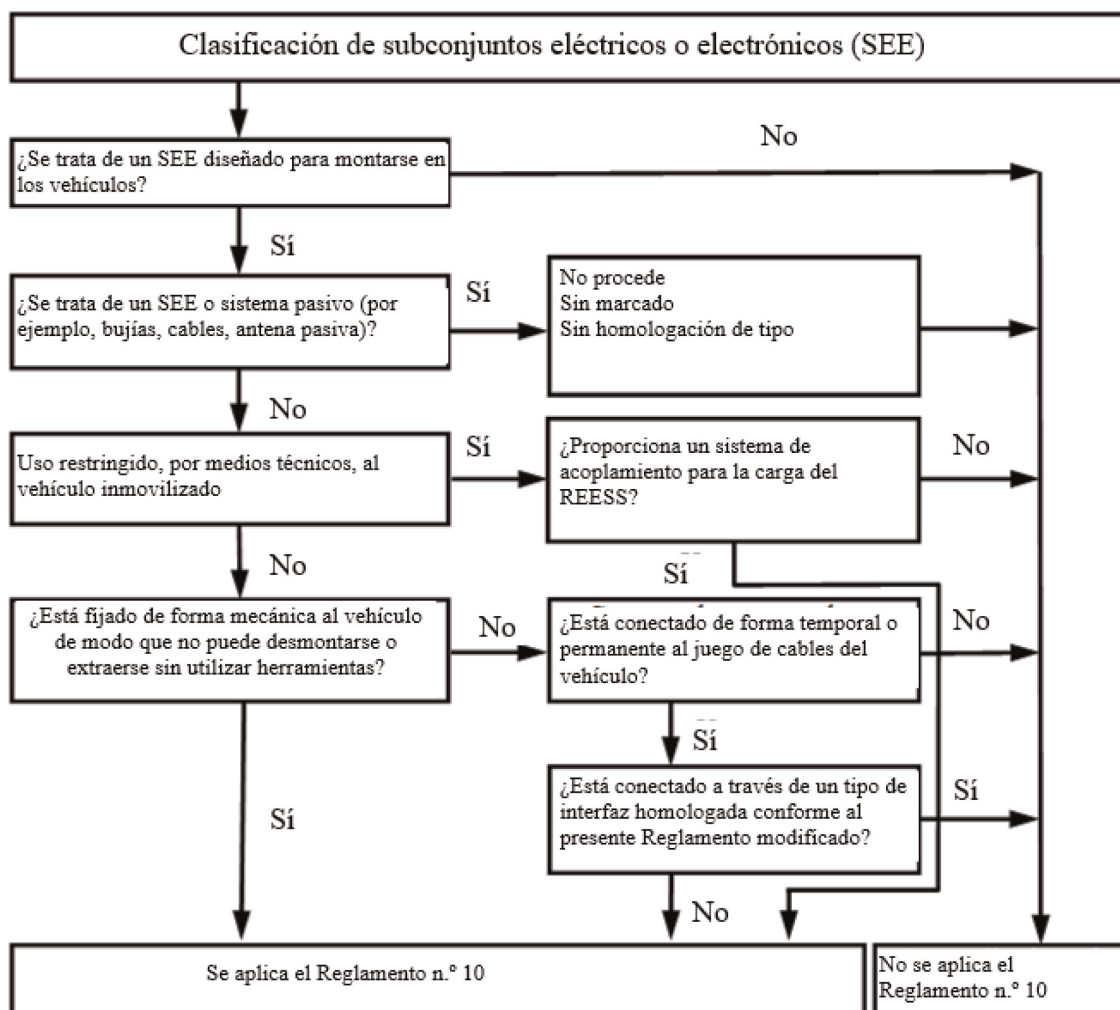 Clasificación de subconjuntos eléctricos o electrónicos (SEE)
No
¿Se trata de un SEE diseñado para montarse en
los vehículos?
Sí
¿Se trata de un SEE o sistema pasivo (por
ejemplo, bujías, cables, antena pasiva)?
Sí
No procede
Sin marcado
Sin homologación de tipo
No
Uso restringido, por medios técnicos, al
vehículo inmovilizado
Sí
¿Proporciona un sistema de
acoplamiento para la carga del
REESS?
No
No
Sí
¿Está fijado de forma mecánica al vehículo
de modo que no puede desmontarse o
extraerse sin utilizar herramientas?
No
¿Está conectado de forma temporal o
permanente al juego de cables del
vehículo?
No
Sí
Sí
¿Está conectado a través de un tipo de
interfaz homologada conforme al
presente Reglamento modificado?
Sí
No
Se aplica el Reglamento n.º 10
No se aplica el
Reglamento n.º 10